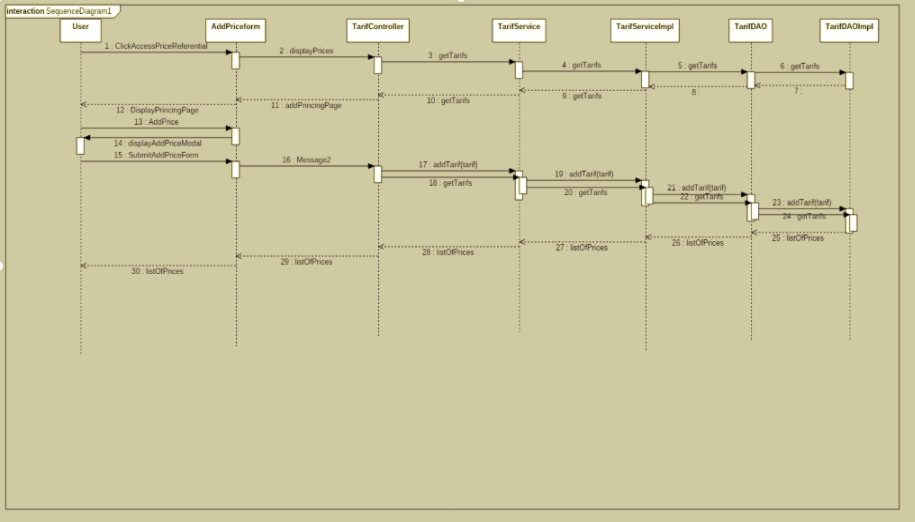 interaction SequenceDiagram1
User
AddPriceform
TarifController
TarifService
TarifServiceImpl
TarifDAO
TarifDAOImpl
1 : ClickAccessPriceReferential
2 : displayPrices
3 : getTarifs
4 : getTarifs
5 : getTarifs
6 : getTarifs
7 :
8 :
9 : getTarifs
10 : getTarifs
11 : addPrincingPage
12 : DisplayPrincingPage
13 : AddPrice
14 : displayAddPriceModal
15 : SubmitAddPriceForm
16 : Message2
17 : addTarif(tarif)
18 : getTarifs
19 : addTarif(tarif)
20 : getTarifs
21 : addTarif(tarif)
22 : getTarifs
23 : addTarif(tarif)
24 : getTarifs
25 : listOfPrices
26 : listOfPrices
27 : listOfPrices
28 : listOfPrices
29 : listOfPrices
30 : listOfPrices